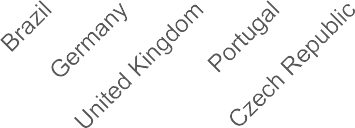 Brazil
Germany
United Kingdom
Portugal
Czech Republic